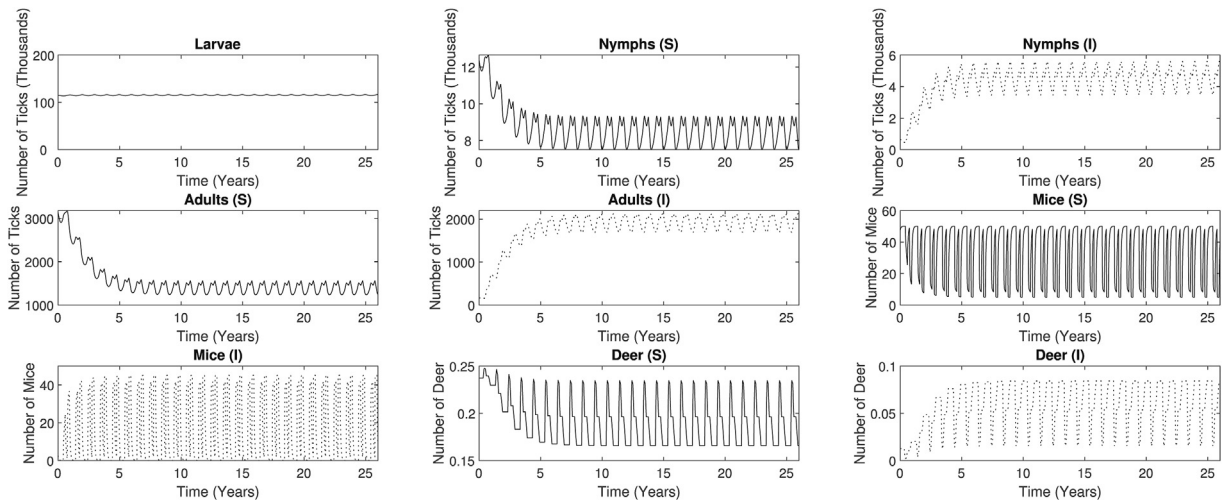 Larvae
Number of Ticks (Thousands)
200
100
0
0 5 10 15 20 25
Time (Years)
Nymphs (S)
Number of Ticks (Thousands)
12
10
8
0 5 10 15 20 25
Time (Years)
Nymphs (I)
Number of Ticks (Thousands)
6
4
2
0
0 5 10 15 20 25
Time (Years)
Adults (S)
Number of Ticks
3000
2000
1000
0 5 10 15 20 25
Time (Years)
Adults (I)
Number of Ticks
2000
1000
0
0 5 10 15 20 25
Time (Years)
Mice (S)
Number of Mice
60
40
20
0
0 5 10 15 20 25
Time (Years)
Mice (I)
Number of Mice
40
20
0
0 5 10 15 20 25
Time (Years)
Deer (S)
Number of Deer
0.25
0.2
0.15
0 5 10 15 20 25
Time (Years)
Deer (I)
Number of Deer
0.1
0.05
0
0 5 10 15 20 25
Time (Years)